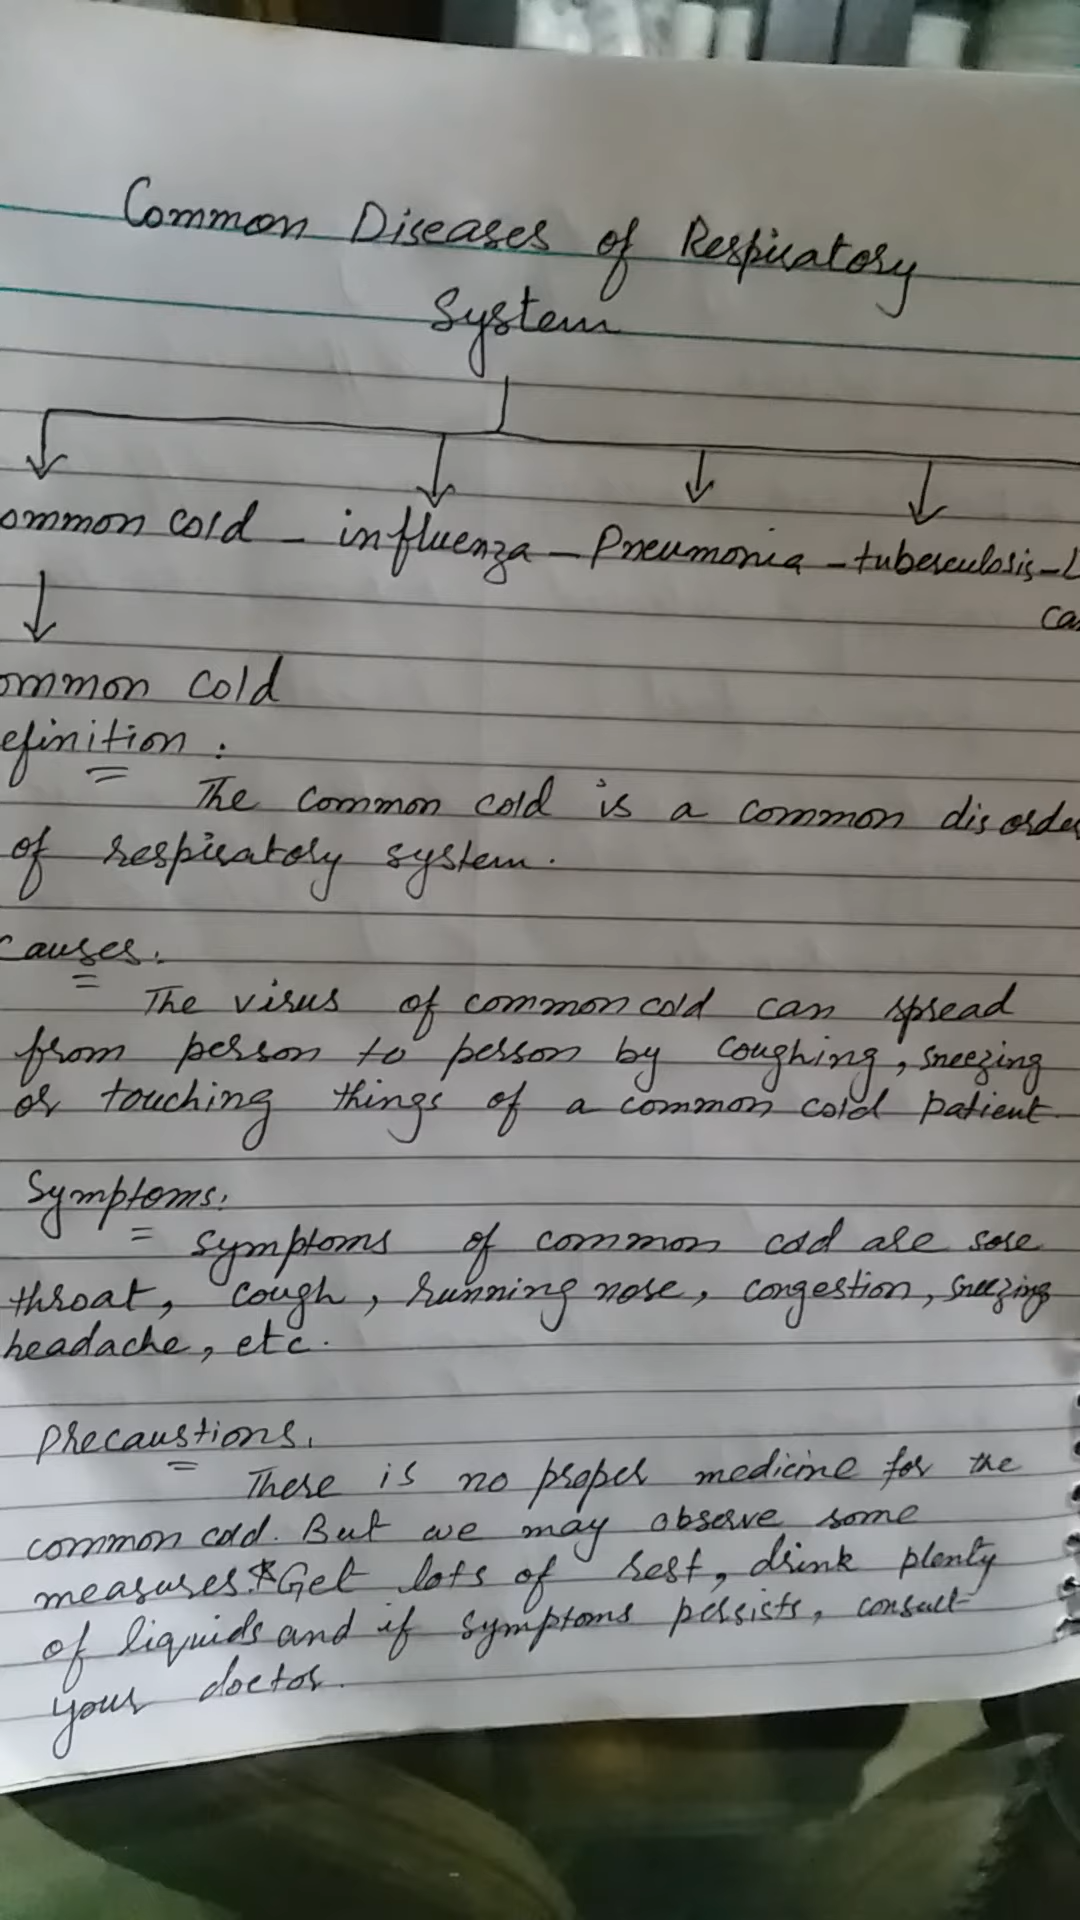 Common Diseases of Respiratory
System
ommon cold - influenza - Pneumonia - tuberculosis - L
ca
ommon cold
efinition :
The common cold is a common disorder
of respiratory system.
Causes:
The virus of common cold can spread
from person to person by coughing, sneezing
or touching things of a common cold patient
Symptoms:
symptoms of common cold are sore
throat, cough, running nose, congestion, sneezing
headache, etc.
Precaustions.
There is no proper medicine for the
common cold. But we may observe some
measures.*Get lots of rest, drink plenty
of liquids and if symptoms persists, consult
your doctor.